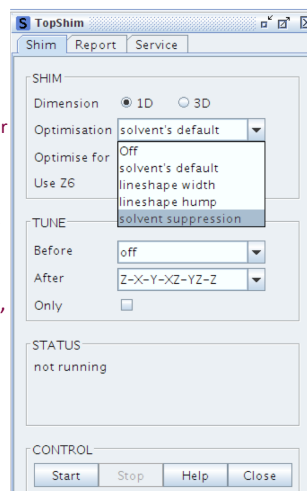 TopShim
Shim Report Service
SHIM
Dimension 1D 3D
r
Optimisation solvent's default
Off
Optimise for solvent's default
lineshape width
Use Z6 lineshape hump
solvent suppression
TUNE
Before off
After Z-X-Y-XZ-YZ-Z
,
Only
STATUS
not running
CONTROL
Start Stop Help Close